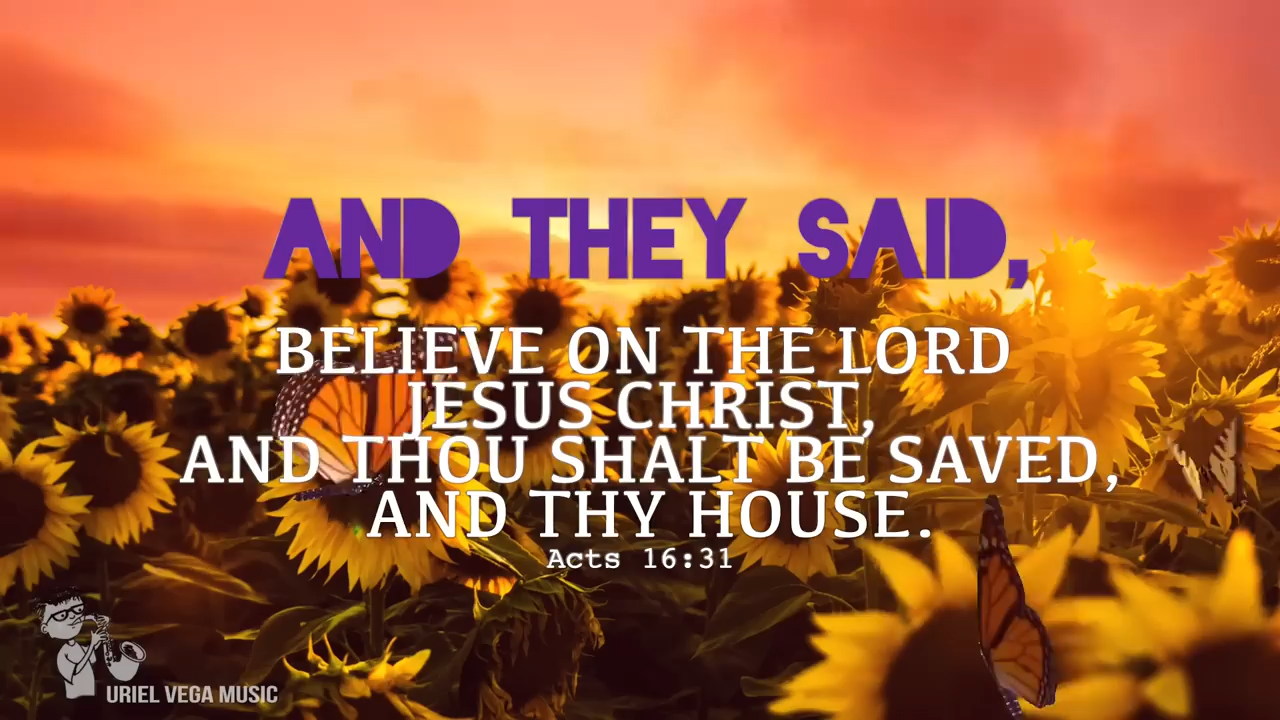 AND THEY SAID,
BELIEVE ON THE LORD
JESUS CHRIST,
AND THOU SHALT BE SAVED,
AND THY HOUSE.
Acts 16:31
URIEL VEGA MUSIC